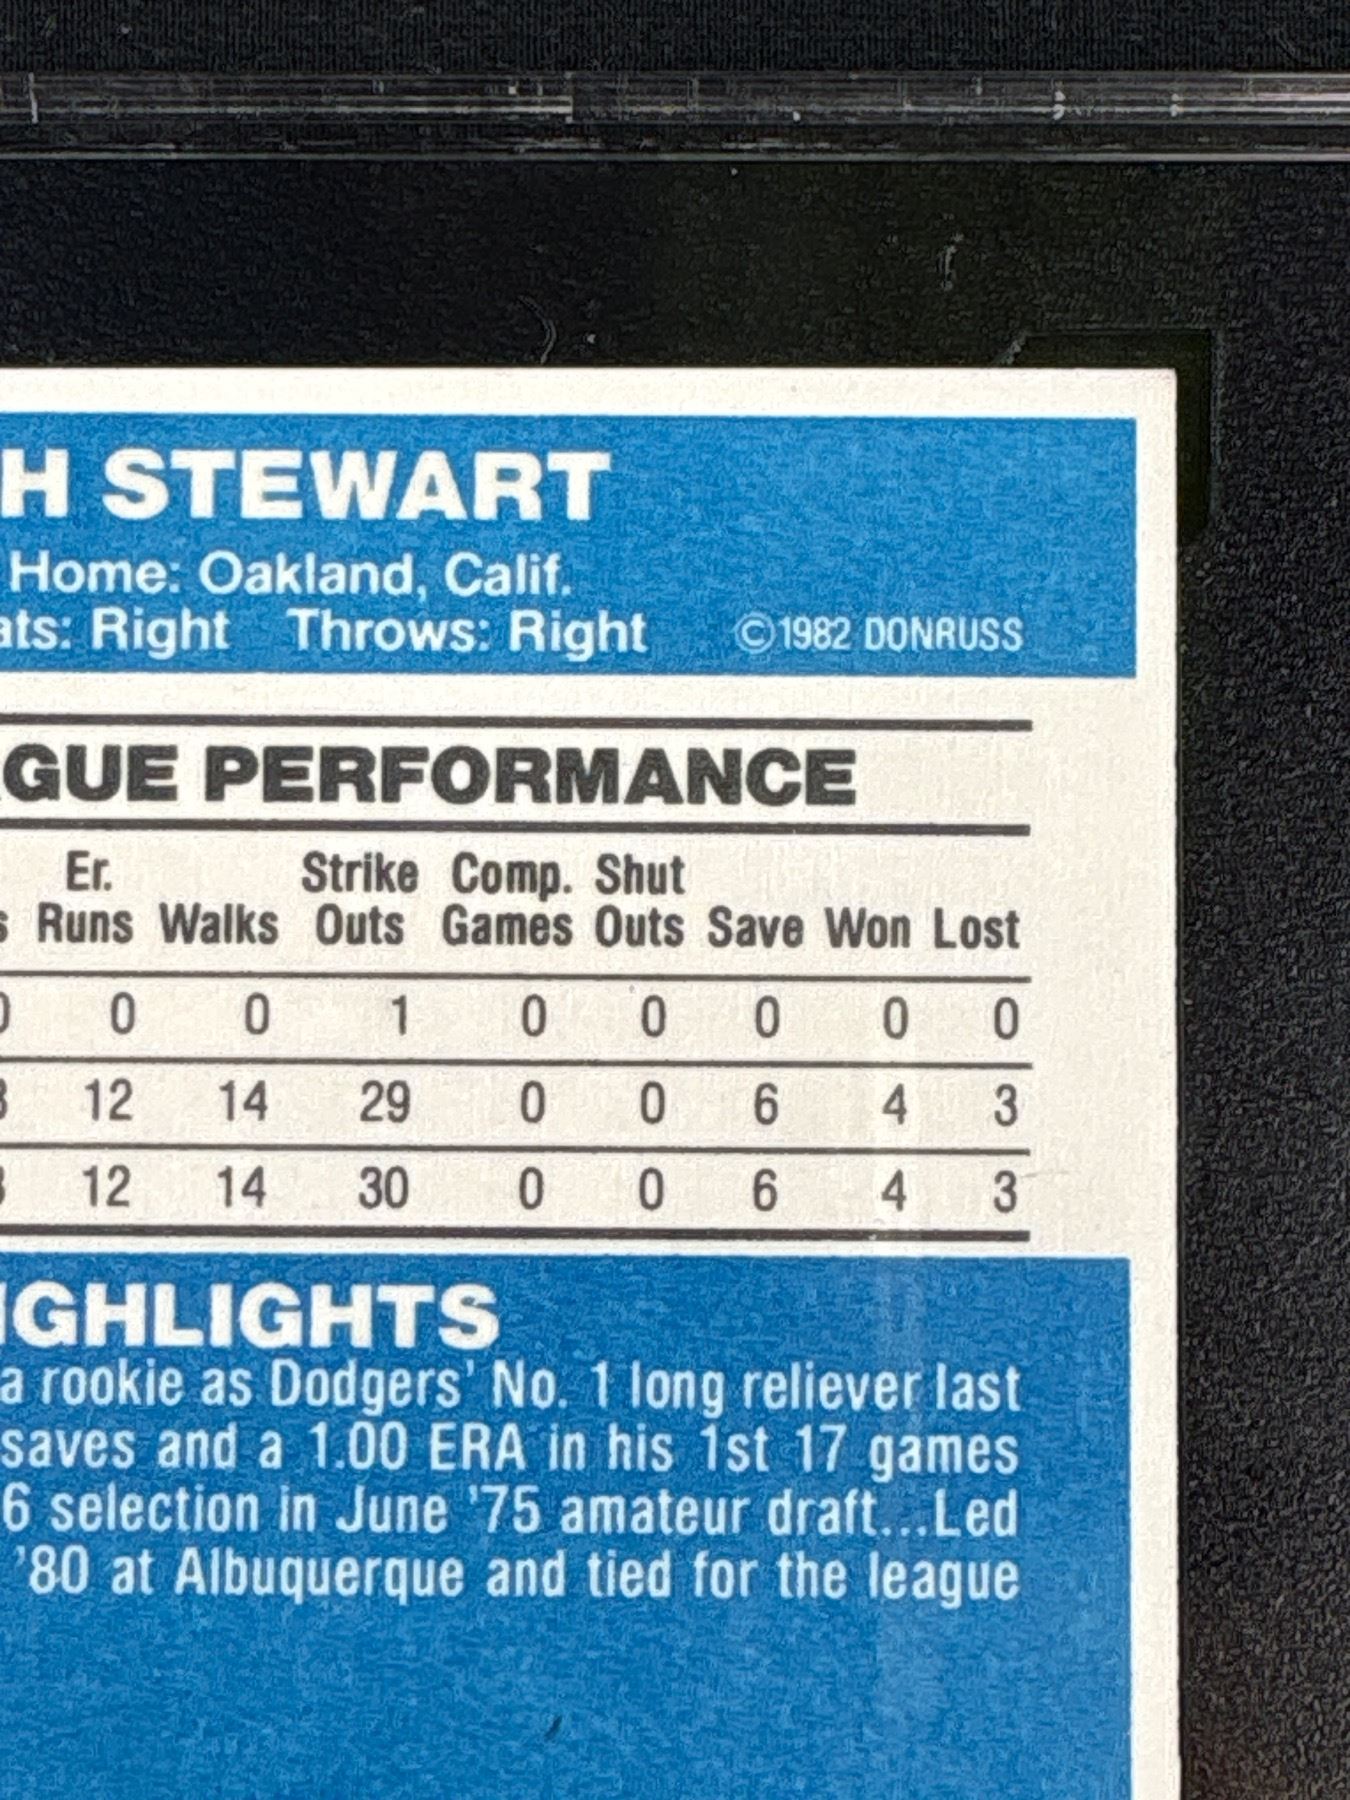 H STEWART
Home: Oakland, Calif.
ats: Right Throws: Right ©1982 DONRUSS
GUE PERFORMANCE
Er. Strike Comp. Shut
s Runs Walks Outs Games Outs Save Won Lost
0 0 0 1 0 0 0 0 0
12 14 29 0 0 6 4 3
12 14 30 0 0 6 4 3
IGHLIGHTS
a rookie as Dodgers' No. 1 long reliever last
saves and a 1.00 ERA in his 1st 17 games
6 selection in June '75 amateur draft...Led
'80 at Albuquerque and tied for the league